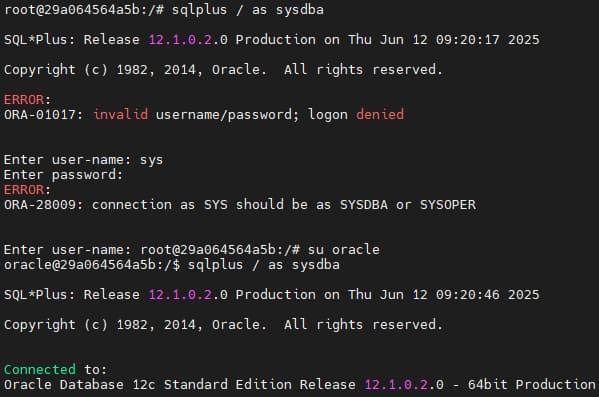 root@29a064564a5b:/# sqlplus / as sysdba
SQL*Plus: Release 12.1.0.2.0 Production on Thu Jun 12 09:20:17 2025
Copyright (c) 1982, 2014, Oracle.  All rights reserved.
ERROR:
ORA-01017: invalid username/password; logon denied
Enter user-name: sys
Enter password:
ERROR:
ORA-28009: connection as SYS should be as SYSDBA or SYSOPER
Enter user-name: root@29a064564a5b:/# su oracle
oracle@29a064564a5b:/$ sqlplus / as sysdba
SQL*Plus: Release 12.1.0.2.0 Production on Thu Jun 12 09:20:46 2025
Copyright (c) 1982, 2014, Oracle.  All rights reserved.
Connected to:
Oracle Database 12c Standard Edition Release 12.1.0.2.0 - 64bit Production